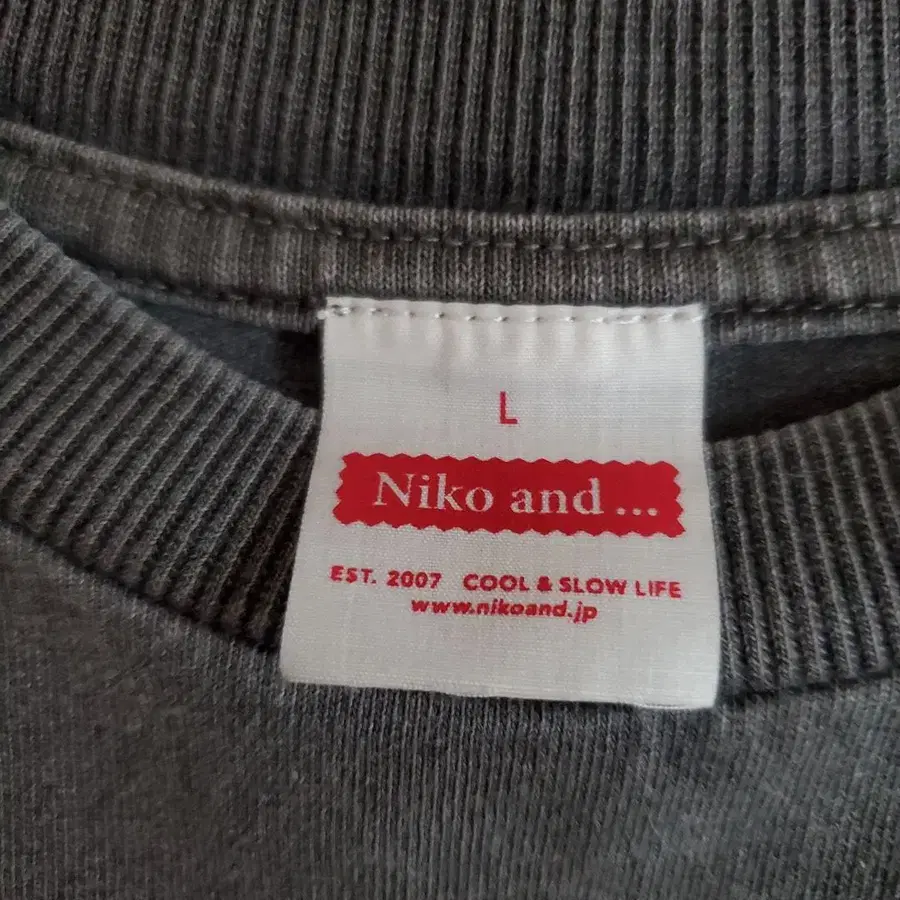 L
Niko and ...
EST. 2007 COOL & SLOW LIFE
www.nikoand.jp